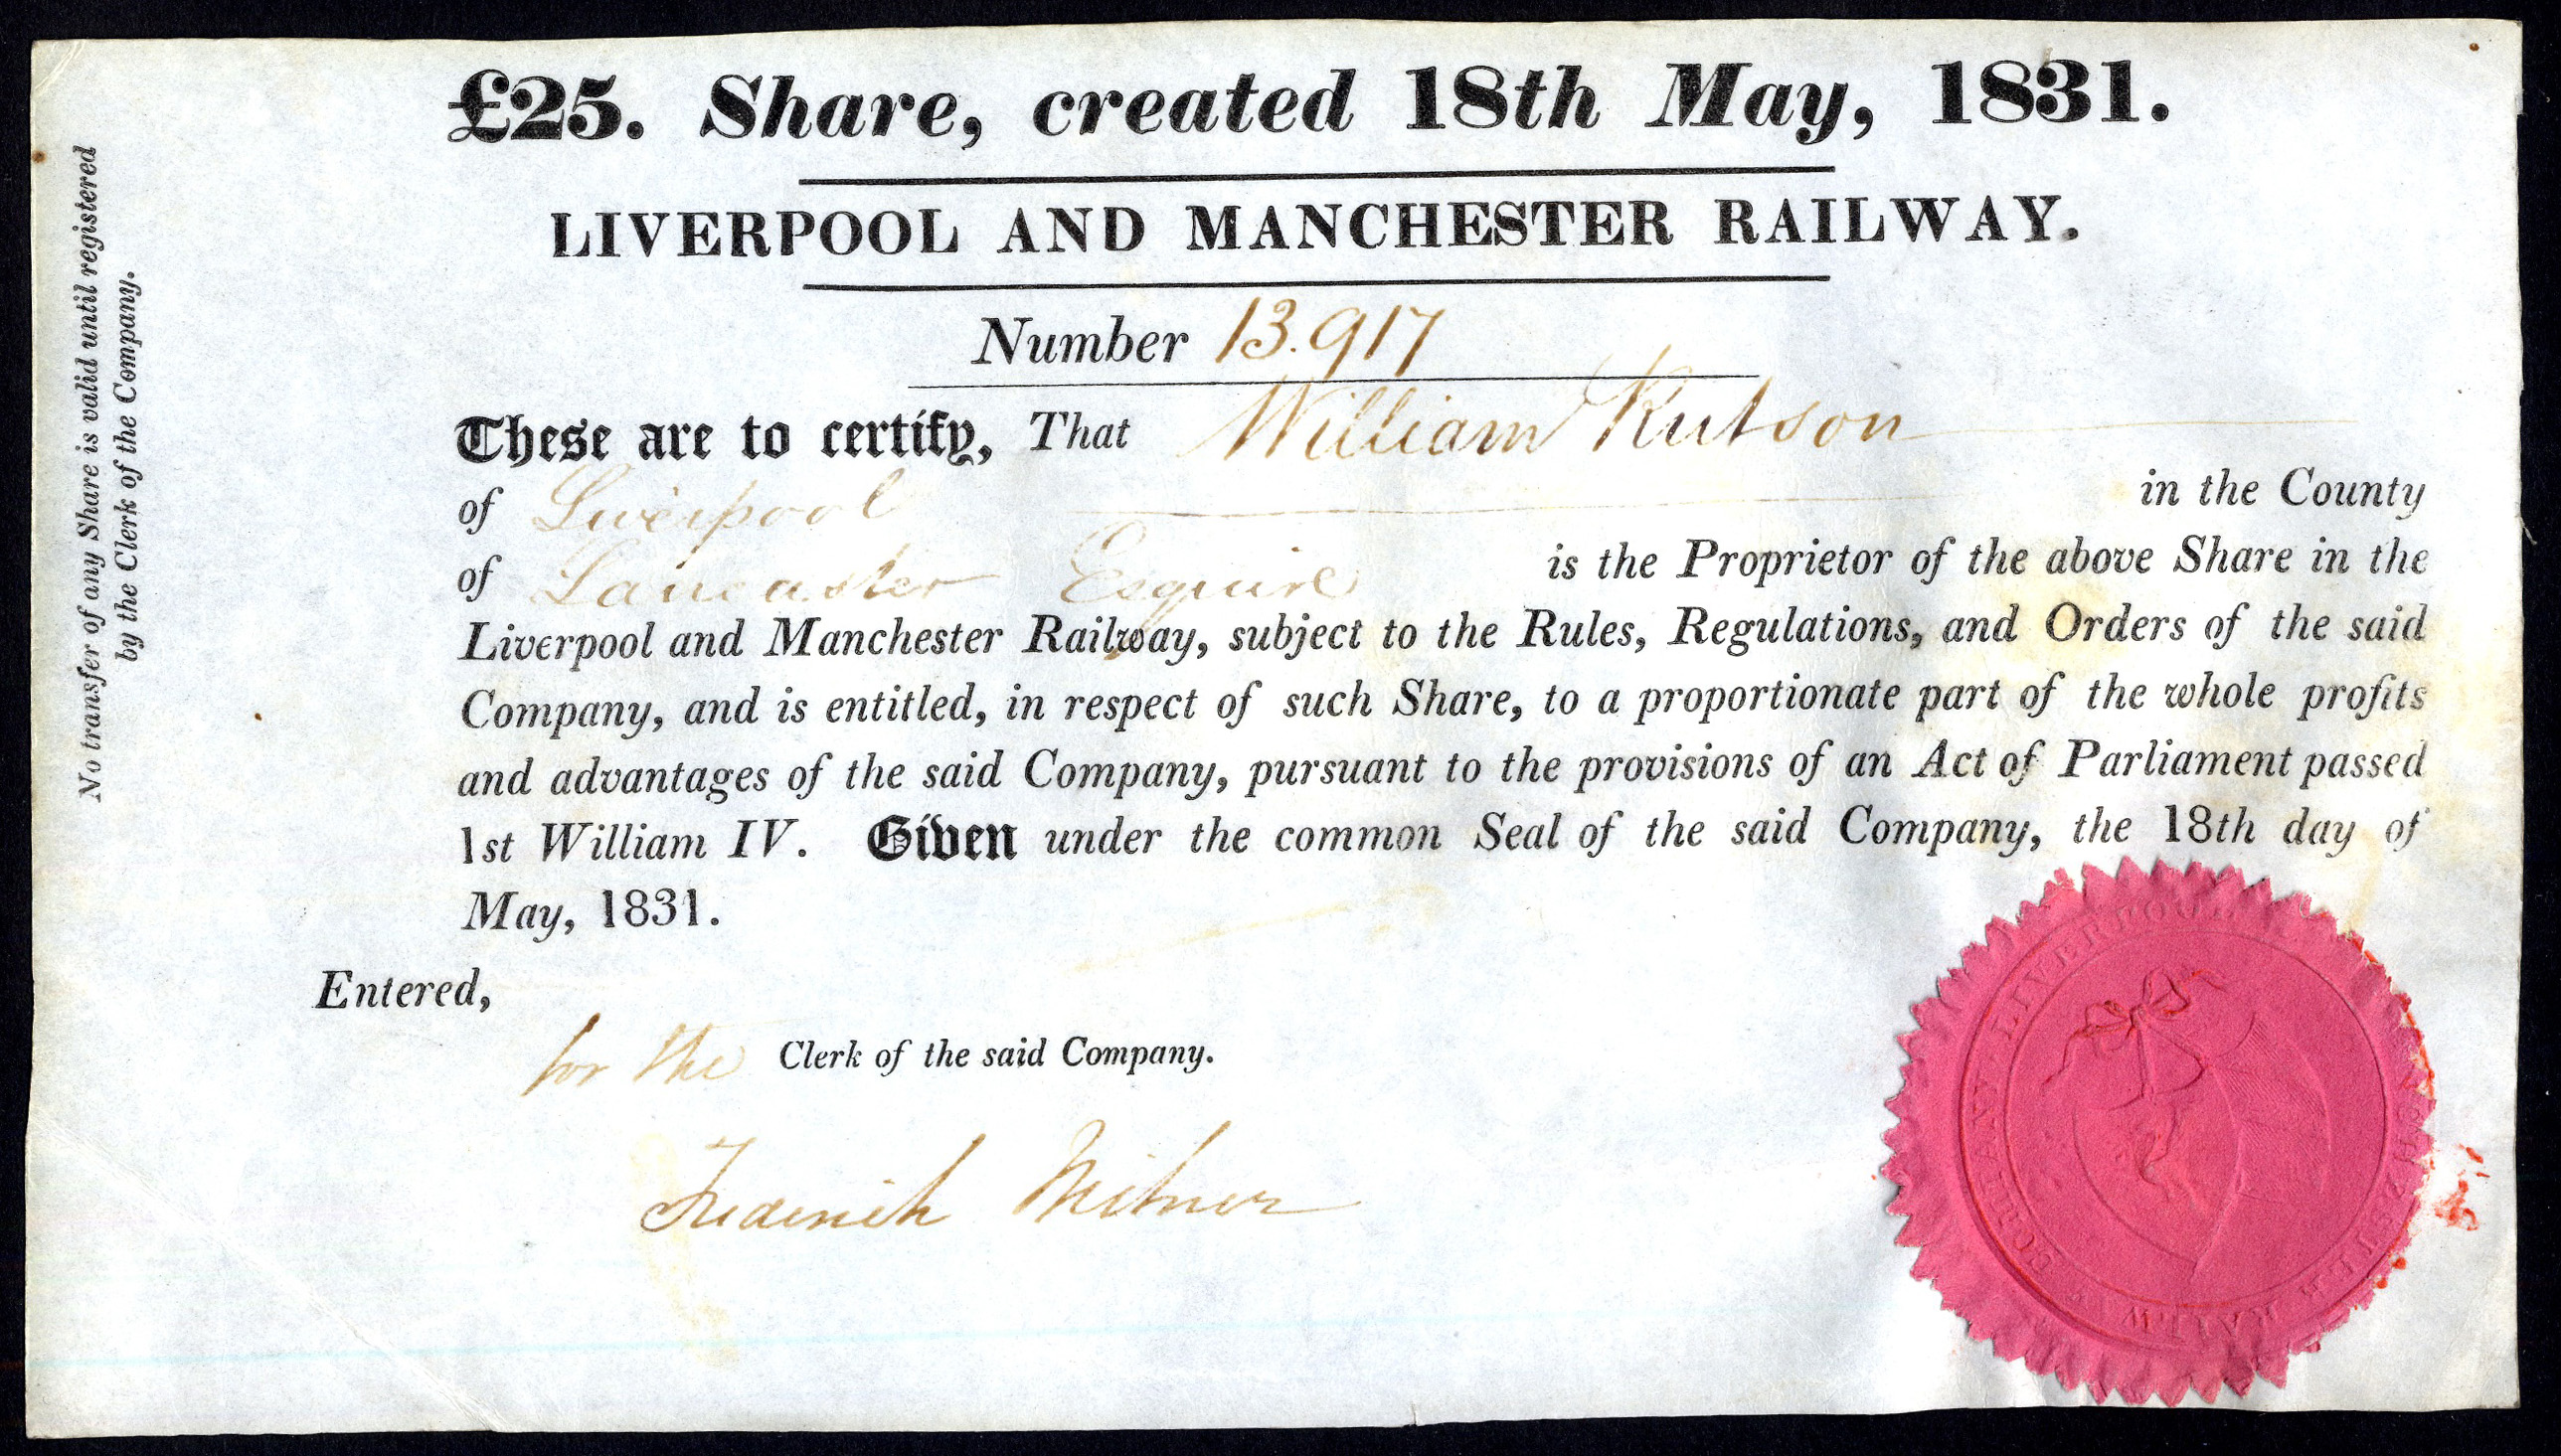 £25. Share, created 18th May, 1831.
LIVERPOOL AND MANCHESTER RAILWAY.
Number 13.917
These are to certify, That William Rutson
of Liverpool in the County
of Lancaster Esquire is the Proprietor of the above Share in the
Liverpool and Manchester Railway, subject to the Rules, Regulations, and Orders of the said
Company, and is entitled, in respect of such Share, to a proportionate part of the whole profits
and advantages of the said Company, pursuant to the provisions of an Act of Parliament passed
1st William IV. Given under the common Seal of the said Company, the 18th day of
May, 1831.
Entered,
for the Clerk of the said Company.
Frederick Milner
No transfer of any Share is valid until registered
by the Clerk of the Company.
LIVERPOOL